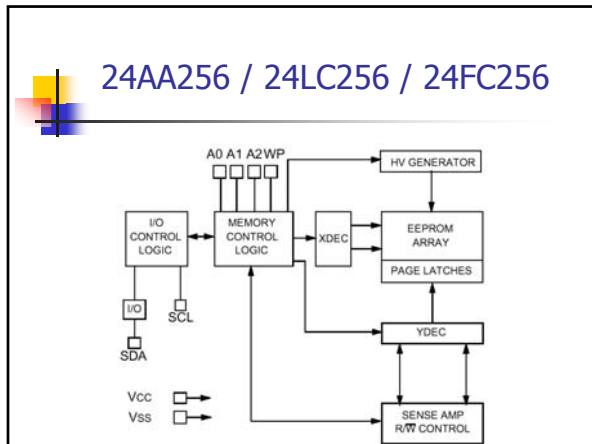 24AA256 / 24LC256 / 24FC256
A0 A1 A2 WP
HV GENERATOR
I/O
CONTROL
LOGIC
MEMORY
CONTROL
LOGIC
XDEC
EEPROM
ARRAY
PAGE LATCHES
I/O
SCL
SDA
YDEC
VCC
VSS
SENSE AMP
R/W CONTROL